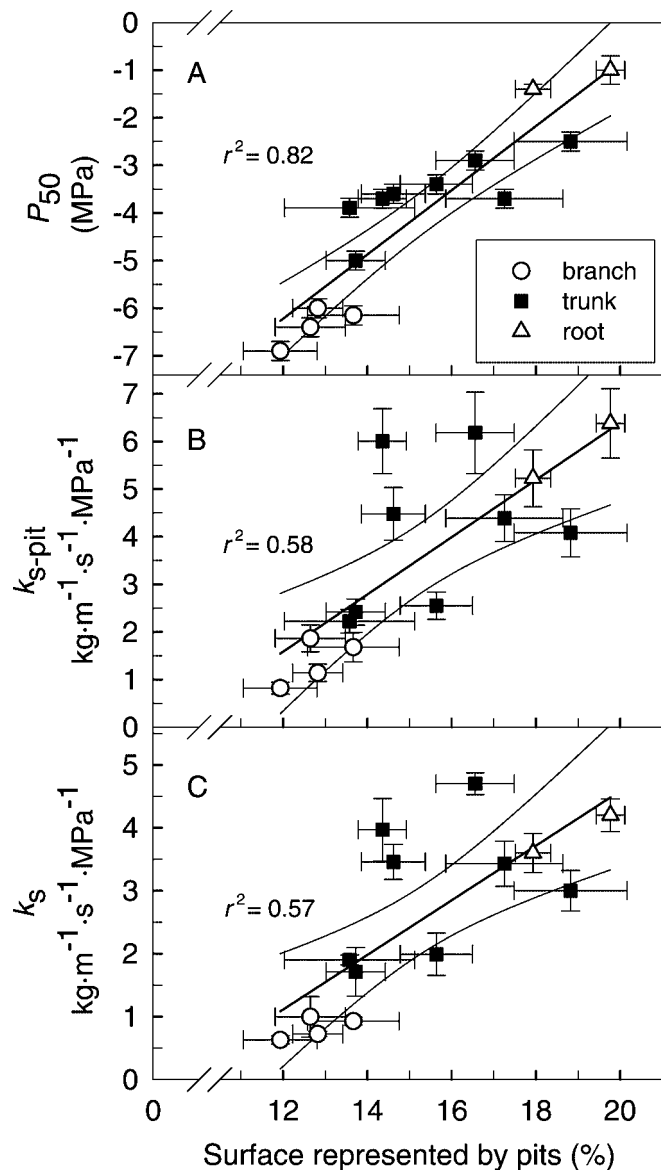 0
-1
-2
-3
-4
-5
-6
-7
A
r² = 0.82
P₅₀
(MPa)
branch
trunk
root
7
6
5
4
3
2
1
0
B
r² = 0.58
kₛ₋ₚᵢₜ
kg·m⁻¹·s⁻¹·MPa⁻¹
5
4
3
2
1
0
C
r² = 0.57
kₛ
kg·m⁻¹·s⁻¹·MPa⁻¹
0 12 14 16 18 20
Surface represented by pits (%)